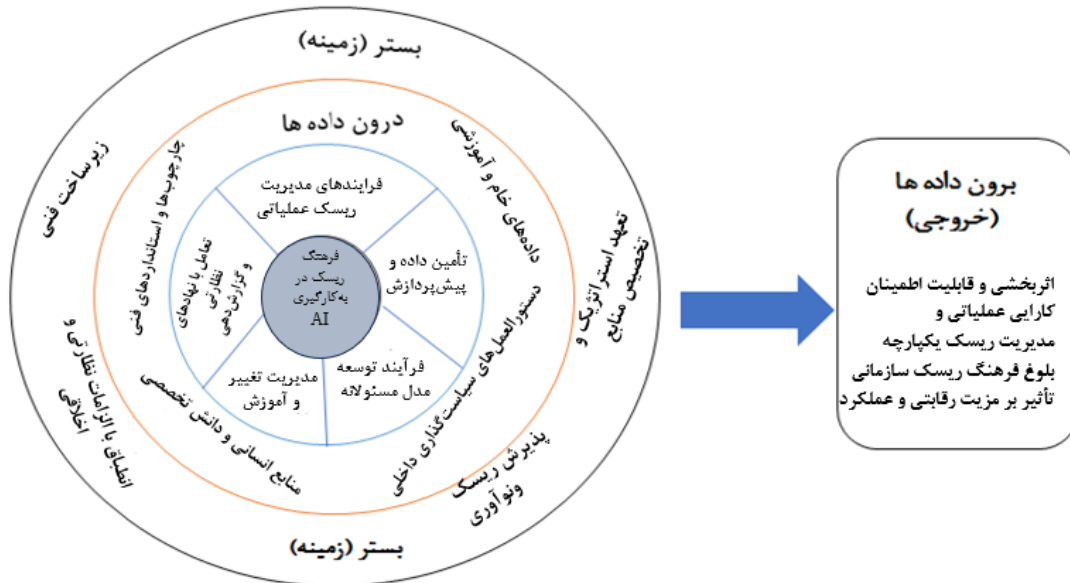 بستر (زمینه)
زیرساخت فنی
تعهد استراتژیک و
تخصیص منابع
انطباق با الزامات نظارتی و
اخلاقی
پذیرش ریسک
ونوآوری
بستر (زمینه)
درون داده ها
چارچوب‌ها و استانداردهای فنی
داده‌های خام و آموزشی
دستورالعمل‌های سیاست‌گذاری داخلی
منابع انسانی و دانش تخصصی
فرایندهای مدیریت
ریسک عملیاتی
تأمین داده و
پیش‌پردازش
فرآیند توسعه
مدل مسئولانه
مدیریت تغییر
و آموزش
تعامل با نهادهای
نظارتی
و گزارش‌دهی
فرهنگ
ریسک در
به‌کارگیری
AI
برون داده ها
(خروجی)
اثربخشی و قابلیت اطمینان
کارایی عملیاتی و
مدیریت ریسک یکپارچه
بلوغ فرهنگ ریسک سازمانی
تأثیر بر مزیت رقابتی و عملکرد